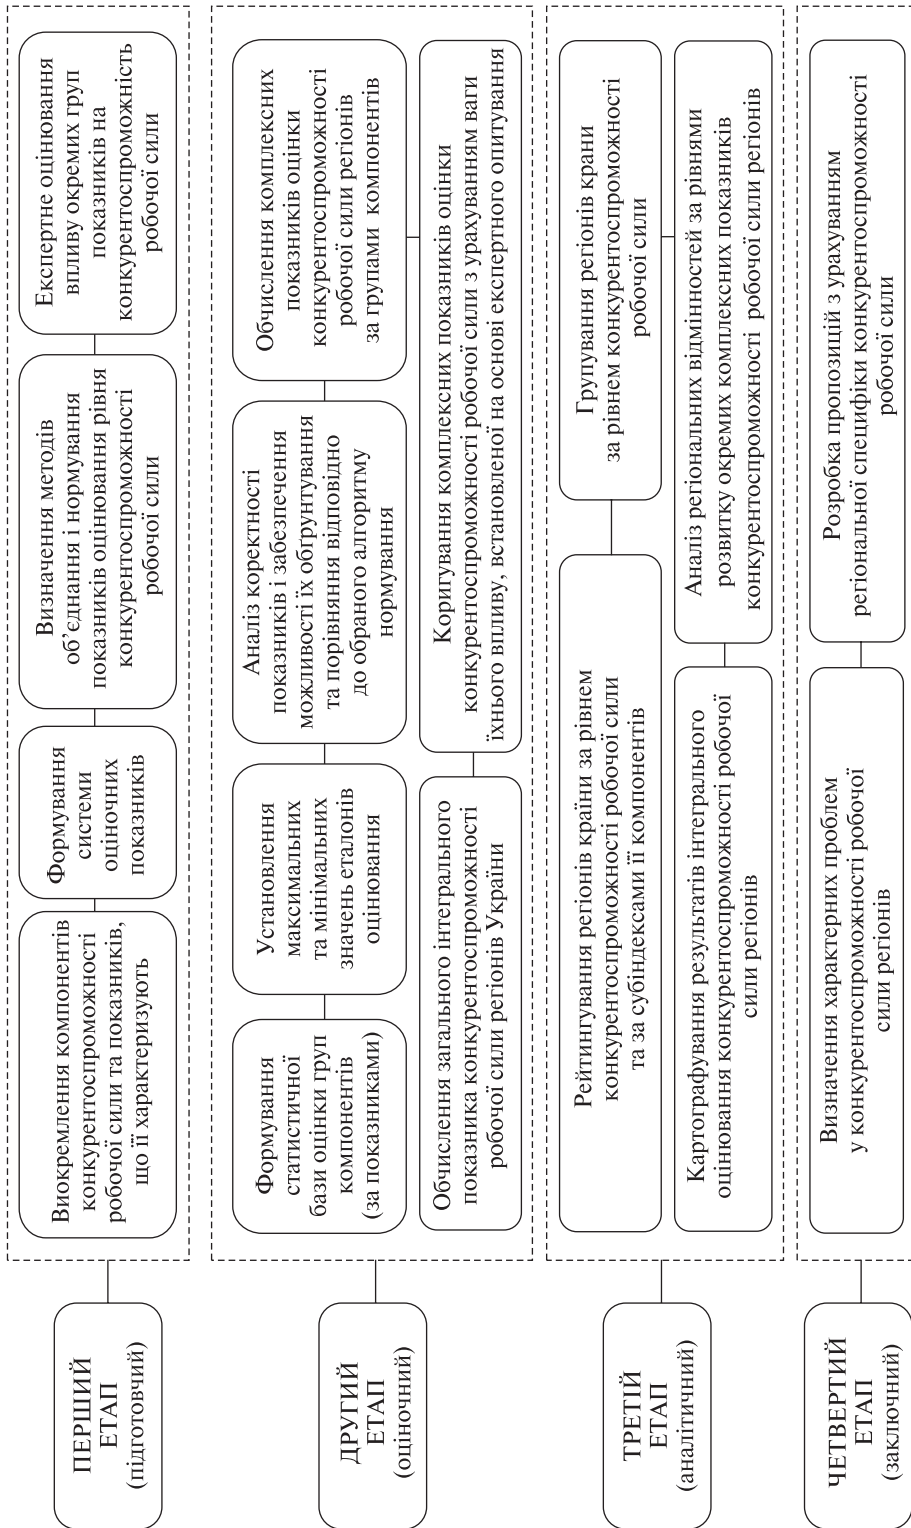 ПЕРШИЙ
ЕТАП
(підготовчий)
Виокремлення компонентів
конкурентоспроможності
робочої сили та показників,
що її характеризують
Формування
системи
оціночних
показників
Визначення методів
об’єднання і нормування
показників оцінювання рівня
конкурентоспроможності
робочої сили
Експертне оцінювання
впливу окремих груп
показників на
конкурентоспроможність
робочої сили
ДРУГИЙ
ЕТАП
(оціночний)
Формування
статистичної
бази оцінки груп
компонентів
(за показниками)
Установлення
максимальних
та мінімальних
значень еталонів
оцінювання
Аналіз коректності
показників і забезпечення
можливості їх обґрунтування
та порівняння відповідно
до обраного алгоритму
нормування
Обчислення комплексних
показників оцінки
конкурентоспроможності
робочої сили регіонів
за групами компонентів
Обчислення загального інтегрального
показника конкурентоспроможності
робочої сили регіонів України
Коригування комплексних показників оцінки
конкурентоспроможності робочої сили з урахуванням ваги
їхнього впливу, встановленої на основі експертного опитування
ТРЕТІЙ
ЕТАП
(аналітичний)
Рейтингування регіонів країни за рівнем
конкурентоспроможності робочої сили
та за субіндексами її компонентів
Групування регіонів крани
за рівнем конкурентоспроможності
робочої сили
Картографування результатів інтегрального
оцінювання конкурентоспроможності робочої
сили регіонів
Аналіз регіональних відмінностей за рівнями
розвитку окремих комплексних показників
конкурентоспроможності робочої сили регіонів
ЧЕТВЕРТИЙ
ЕТАП
(заключний)
Визначення характерних проблем
у конкурентоспроможності робочої
сили регіонів
Розробка пропозицій з урахуванням
регіональної специфіки конкурентоспроможності
робочої сили